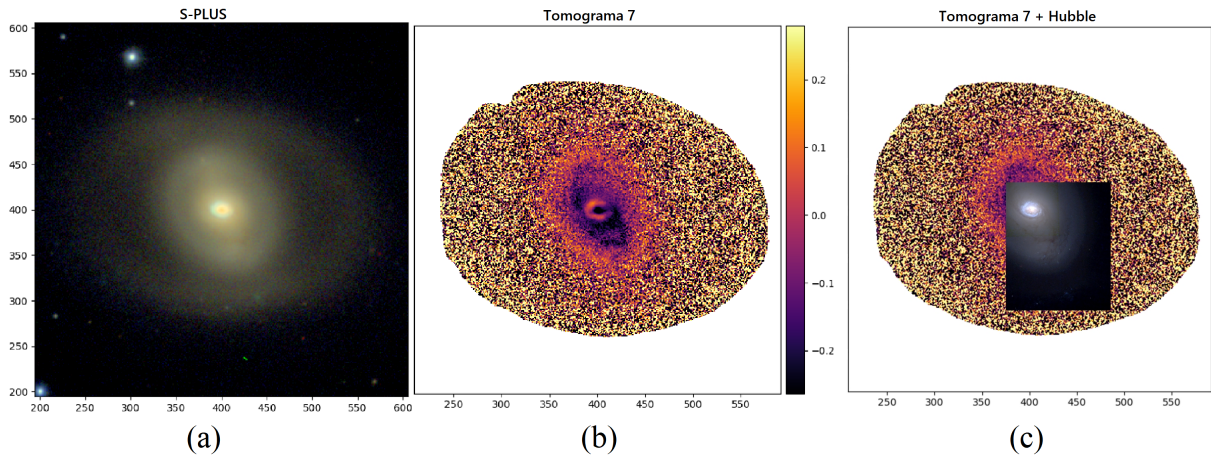 S-PLUS
Tomograma 7
Tomograma 7 + Hubble
600
550
500
450
400
350
300
250
200
200 250 300 350 400 450 500 550 600
250 300 350 400 450 500 550
0.2
0.1
0.0
−0.1
−0.2
250 300 350 400 450 500 550
(a)
(b)
(c)